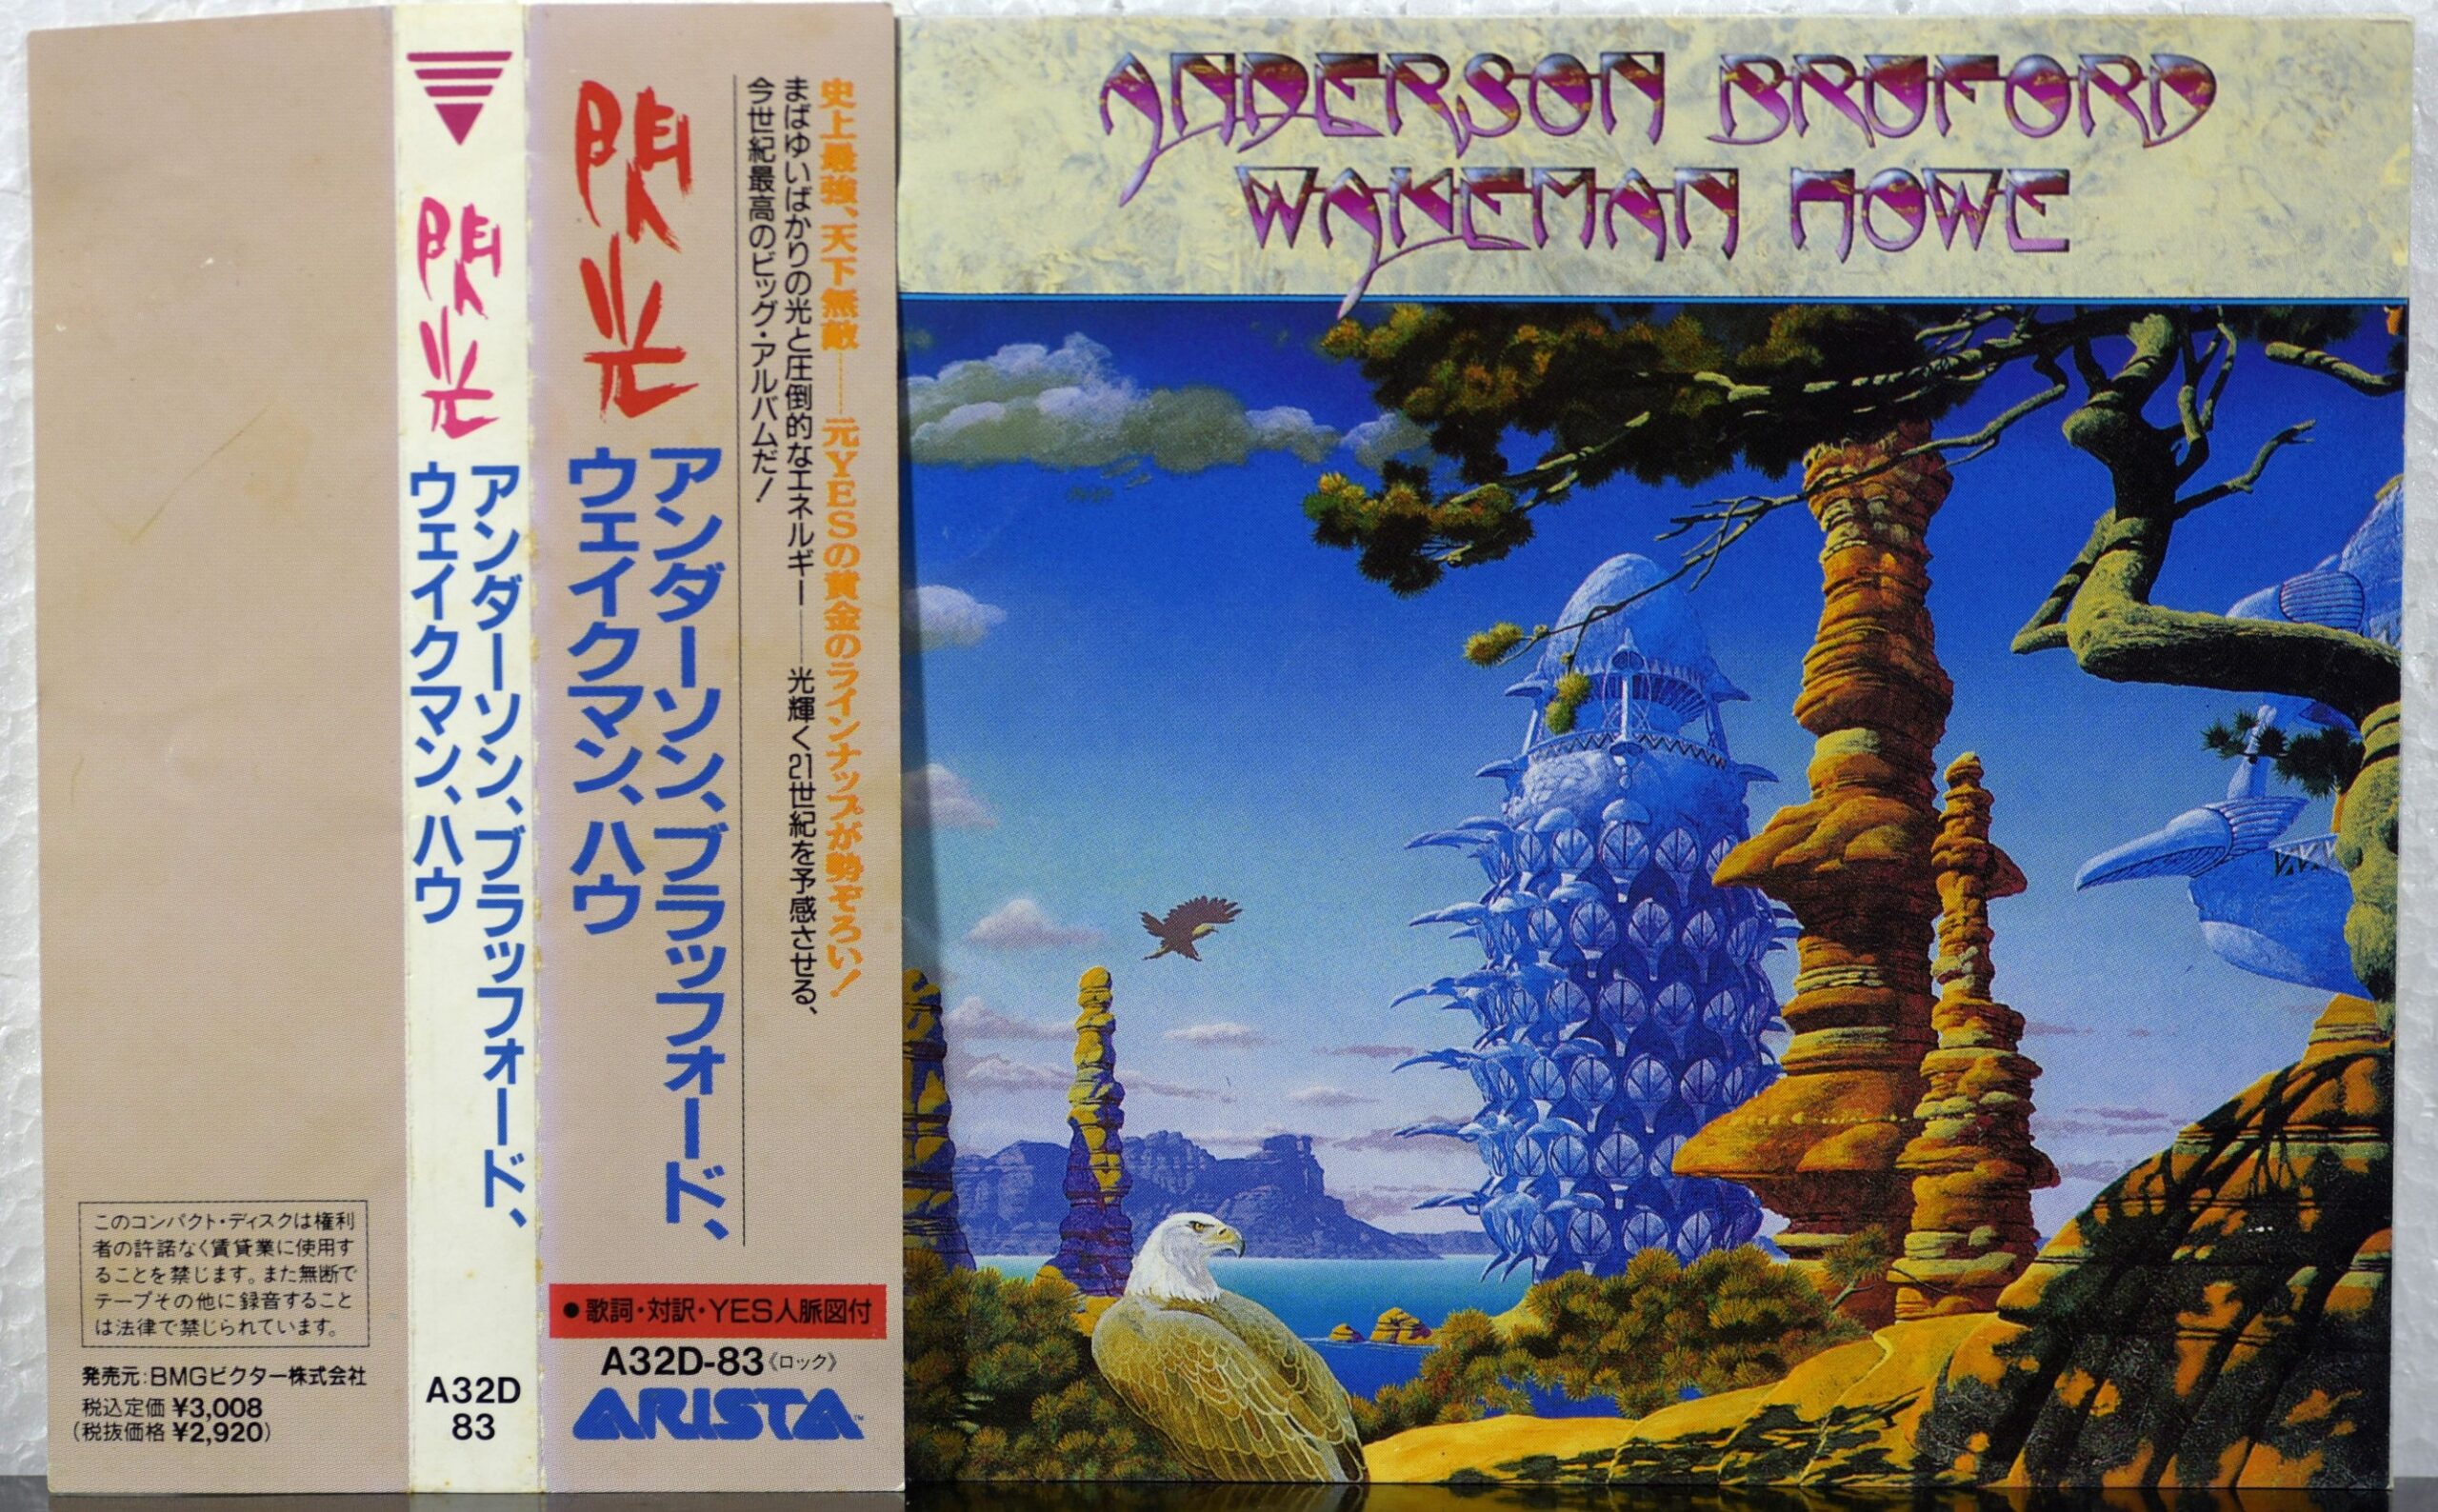 閃光
アンダーソン、ブラッフォード、
ウェイクマン、ハウ
A32D
83
このコンパクト・ディスクは権利
者の許諾なく賃貸業に使用す
ることを禁じます。また無断で
テープその他に録音すること
は法律で禁じられています。
発売元:BMGビクター株式会社
税込定価 ¥3,008
(税抜価格 ¥2,920)
史上最強、天下無敵——元YESの黄金のラインナップが勢ぞろい!
まばゆいばかりの光と圧倒的なエネルギー——光輝く21世紀を予感させる、
今世紀最高のビッグ・アルバムだ!
閃光
アンダーソン、ブラッフォード、
ウェイクマン、ハウ
●歌詞・対訳・YES人脈図付
A32D-83《ロック》
ARISTA™
ANDERSON BRUFORD
WAKEMAN HOWE